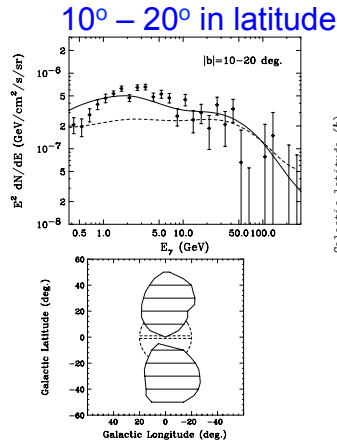 10° – 20° in latitude
|b|=10–20 deg.
E² dN/dE (GeV/cm²/s/sr)
2
10⁻⁶
5
2
10⁻⁷
5
2
10⁻⁸
0.5 1.0 5.0 10.0 50.0 100.0
Eγ (GeV)
Galactic Latitude (deg.)
60
40
20
0
−20
−40
−60
40 20 0 −20 −40
Galactic Longitude (deg.)